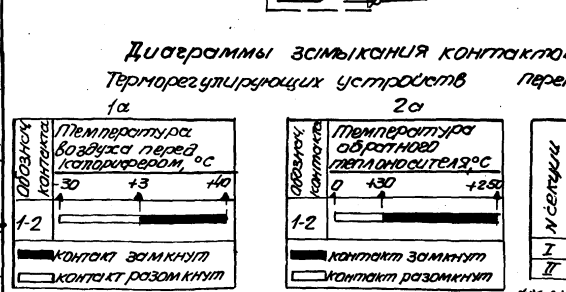 Диаграммы замыкания контакто
Терморегулирующих устройств пере
1а
2а
Обознач. контакта
Температура
воздуха перед
калорифером, °С
-30 +3 +40
1-2
контакт замкнут
контакт разомкнут
Обознач. контакта
температура
обратного
теплоносителя, °С
0 +30 +250
1-2
контакт замкнут
контакт разомкнут
N секции
I
II